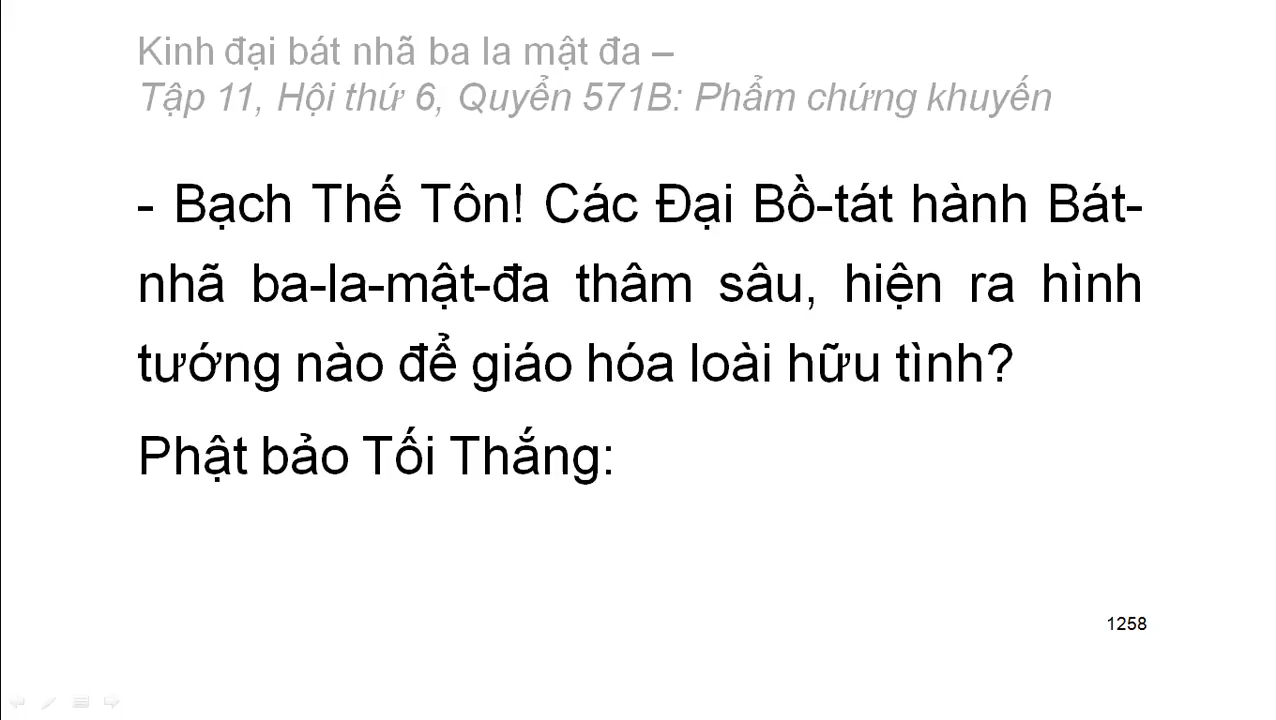 Kinh đại bát nhã ba la mật đa –
Tập 11, Hội thứ 6, Quyển 571B: Phẩm chứng khuyến
- Bạch Thế Tôn! Các Đại Bồ-tát hành Bát-
nhã ba-la-mật-đa thâm sâu, hiện ra hình
tướng nào để giáo hóa loài hữu tình?
Phật bảo Tối Thắng:
1258